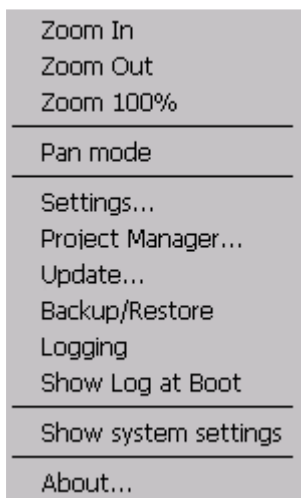 Zoom In
Zoom Out
Zoom 100%
Pan mode
Settings...
Project Manager...
Update...
Backup/Restore
Logging
Show Log at Boot
Show system settings
About...